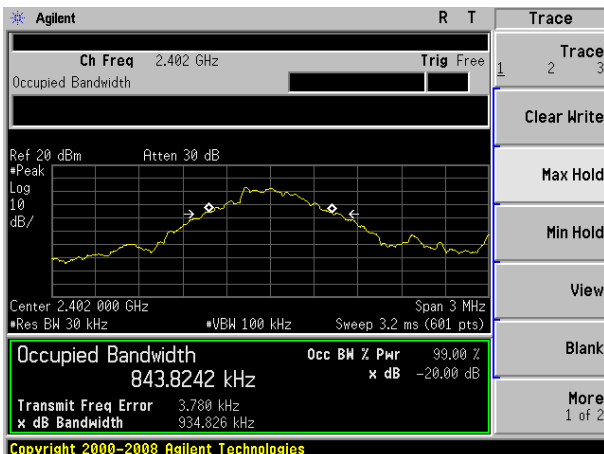 Agilent R T Trace
Ch Freq 2.402 GHz Trig Free
Occupied Bandwidth
Trace
1 2 3
Clear Write
Max Hold
Min Hold
View
Blank
More
1 of 2
Ref 20 dBm Atten 30 dB
#Peak
Log
10
dB/
Center 2.402 000 GHz Span 3 MHz
#Res BW 30 kHz #VBW 100 kHz Sweep 3.2 ms (601 pts)
Occupied Bandwidth Occ BW % Pwr 99.00 %
843.8242 kHz x dB -20.00 dB
Transmit Freq Error 3.780 kHz
x dB Bandwidth 934.826 kHz
Copyright 2000-2008 Agilent Technologies